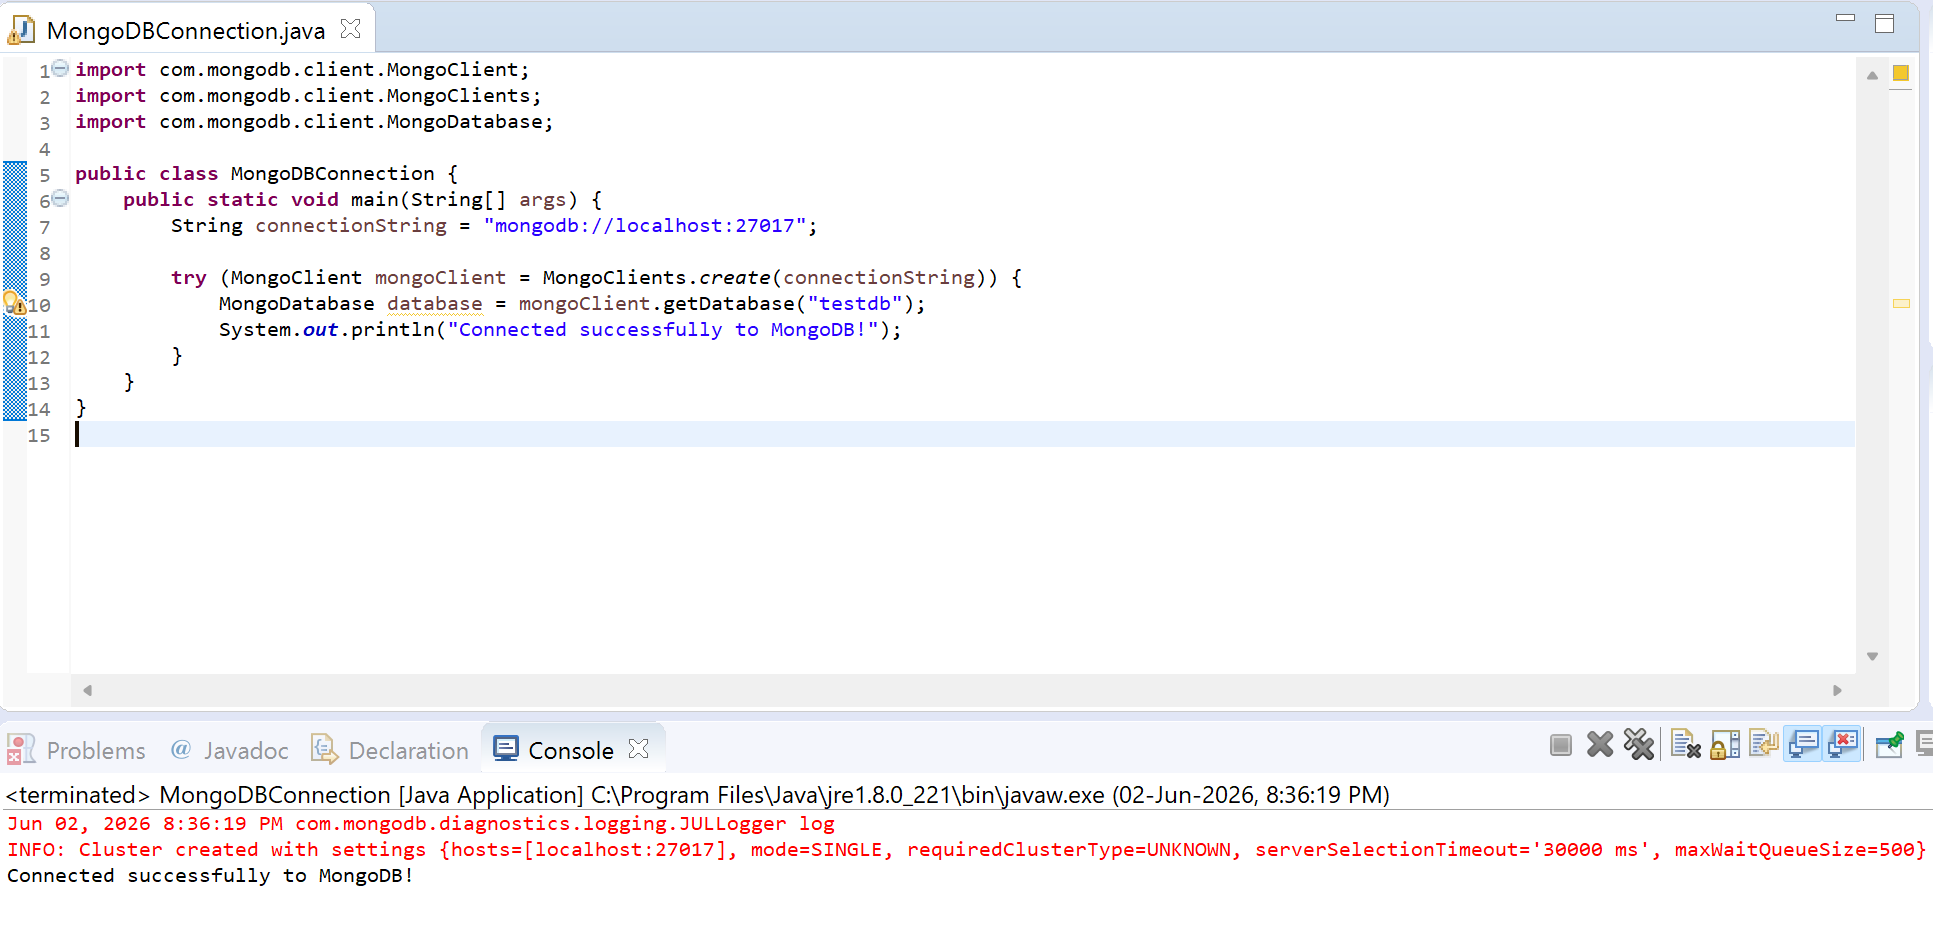 MongoDBConnection.java
1 import com.mongodb.client.MongoClient;
2 import com.mongodb.client.MongoClients;
3 import com.mongodb.client.MongoDatabase;
4
5 public class MongoDBConnection {
6     public static void main(String[] args) {
7         String connectionString = "mongodb://localhost:27017";
8
9         try (MongoClient mongoClient = MongoClients.create(connectionString)) {
10             MongoDatabase database = mongoClient.getDatabase("testdb");
11             System.out.println("Connected successfully to MongoDB!");
12         }
13     }
14 }
15
Problems @ Javadoc Declaration Console
<terminated> MongoDBConnection [Java Application] C:\Program Files\Java\jre1.8.0_221\bin\javaw.exe (02-Jun-2026, 8:36:19 PM)
Jun 02, 2026 8:36:19 PM com.mongodb.diagnostics.logging.JULLogger log
INFO: Cluster created with settings {hosts=[localhost:27017], mode=SINGLE, requiredClusterType=UNKNOWN, serverSelectionTimeout='30000 ms', maxWaitQueueSize=500}
Connected successfully to MongoDB!